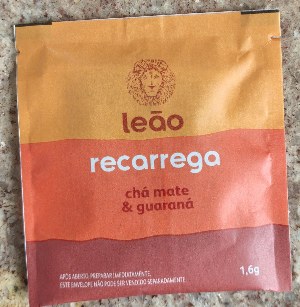 leão
recarrega
chá mate
& guaraná
APÓS ABERTO, PREPARAR IMEDIATAMENTE.
ESTE ENVELOPE NÃO PODE SER VENDIDO SEPARADAMENTE.
1,6g